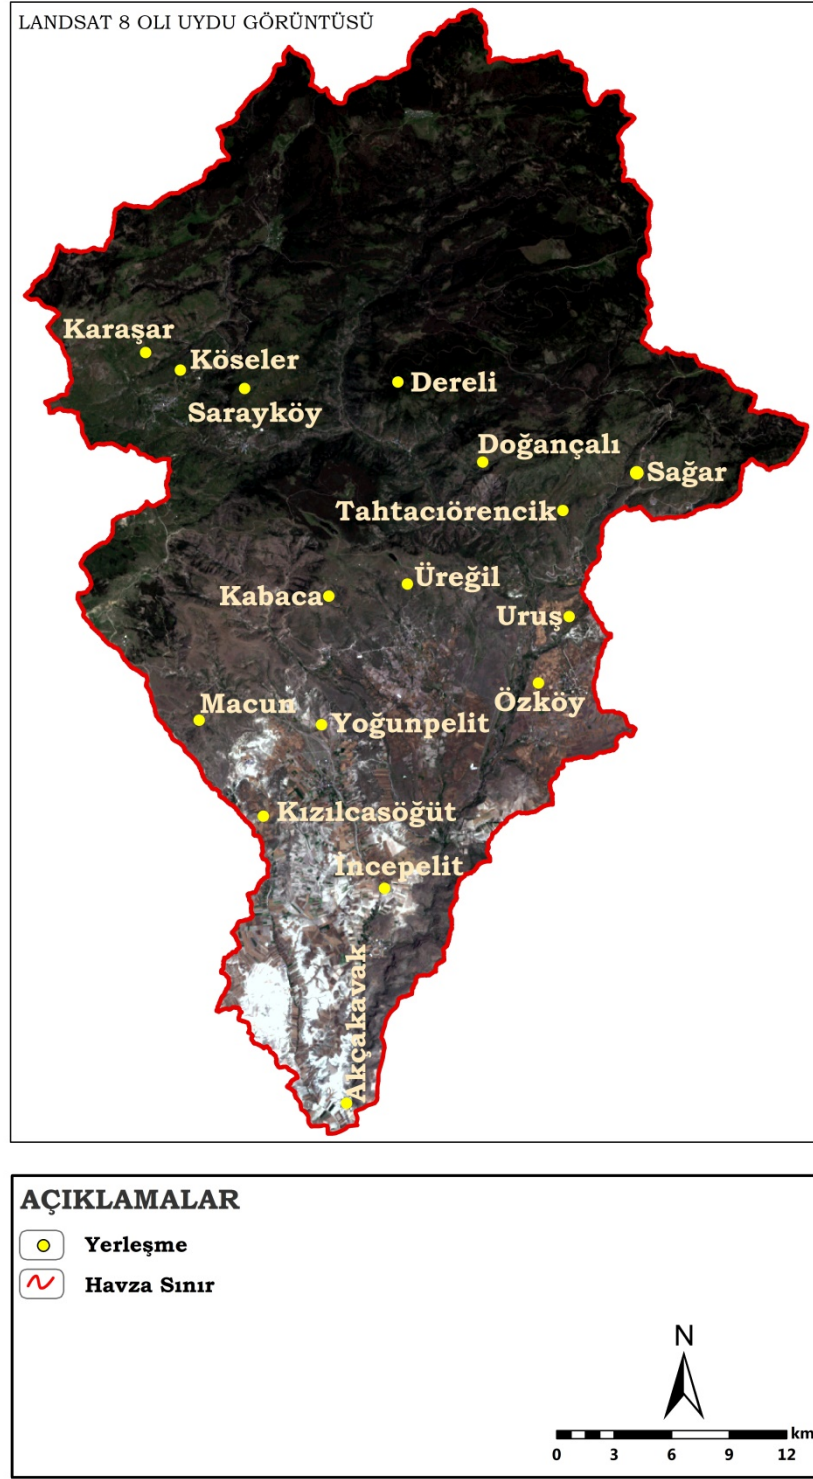 LANDSAT 8 OLI UYDU GÖRÜNTÜSÜ
Karaşar
Köseler
Sarayköy
Dereli
Doğançalı
Sağar
Tahtacıörencik
Üreğil
Kabaca
Uruş
Özköy
Macun
Yoğunpelit
Kızılcasöğüt
İncepelit
Akçakavak
AÇIKLAMALAR
Yerleşme
Havza Sınır
N
km
0 3 6 9 12